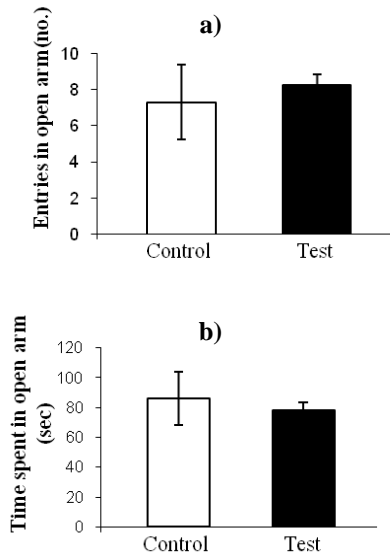 a)
Entries in open arm(no.)
10
8
6
4
2
0
Control Test
b)
Time spent in open arm
(sec)
120
100
80
60
40
20
0
Control Test